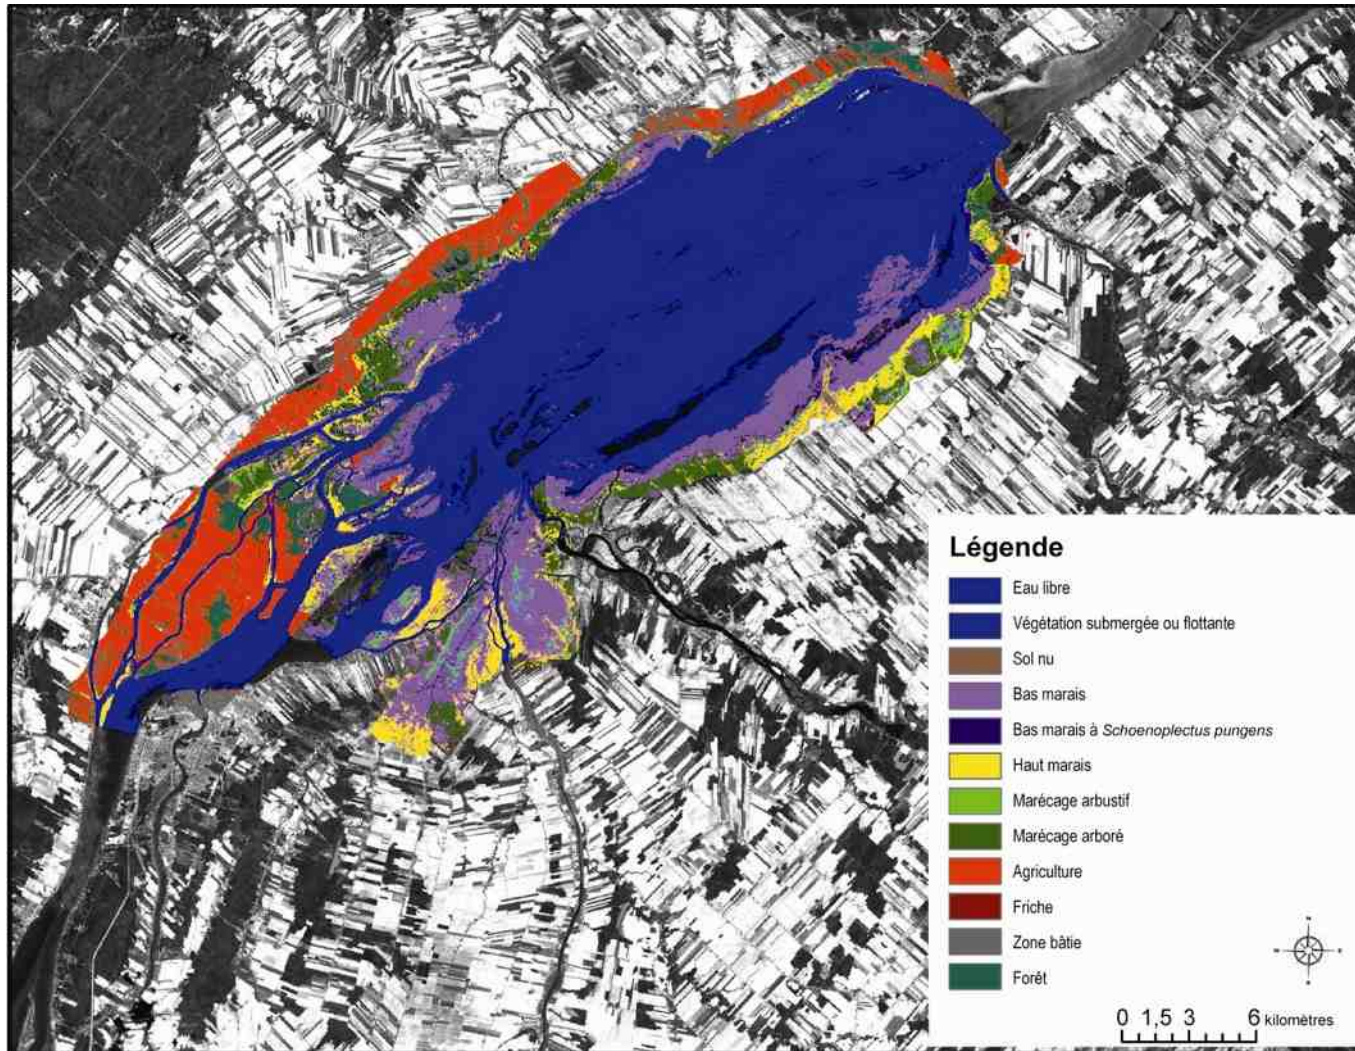 Légende
Eau libre
Végétation submergée ou flottante
Sol nu
Bas marais
Bas marais à Schoenoplectus pungens
Haut marais
Marécage arbustif
Marécage arboré
Agriculture
Friche
Zone bâtie
Forêt
0 1,5 3 6 kilomètres